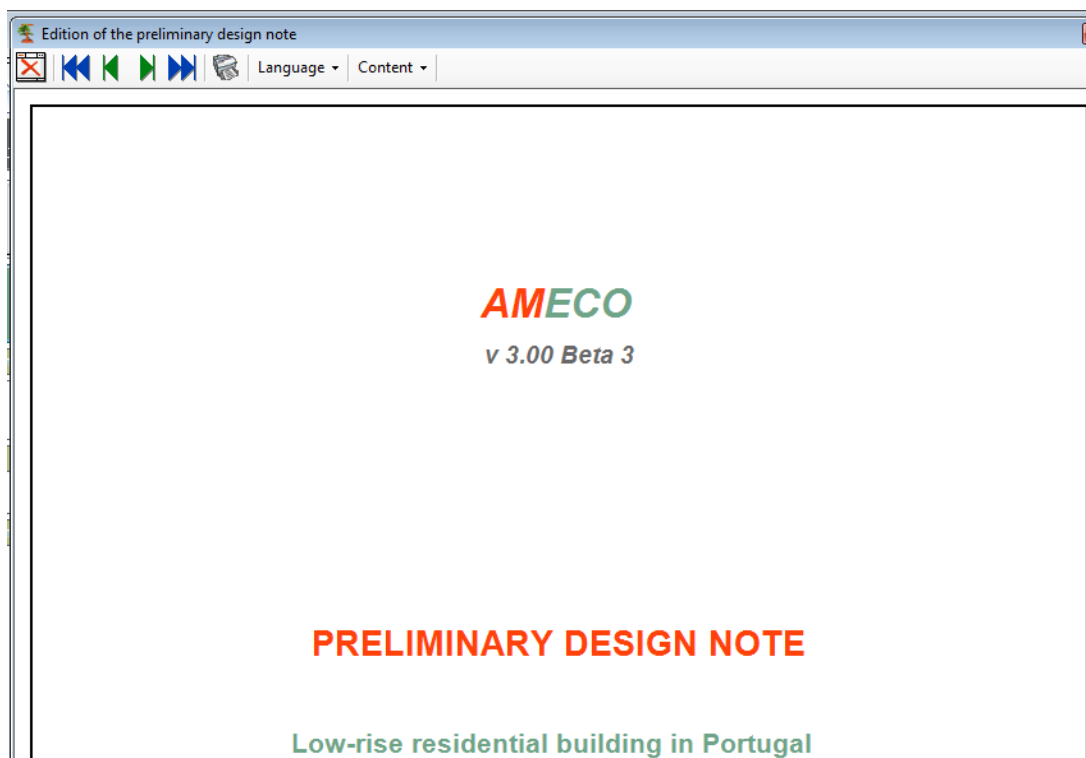 Edition of the preliminary design note
Language Content
AMECO
v 3.00 Beta 3
PRELIMINARY DESIGN NOTE
Low-rise residential building in Portugal